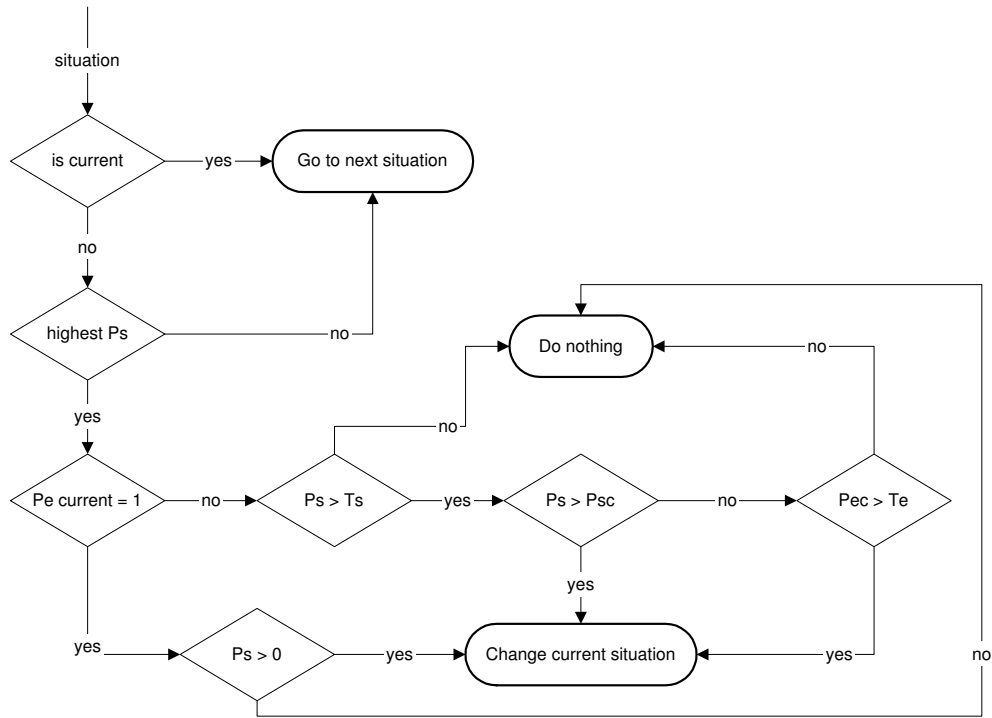 situation
is current
yes
Go to next situation
no
highest Ps
no
Do nothing
no
yes
no
Pe current = 1
no
Ps > Ts
yes
Ps > Psc
no
Pec > Te
yes
yes
Ps > 0
yes
Change current situation
yes
no